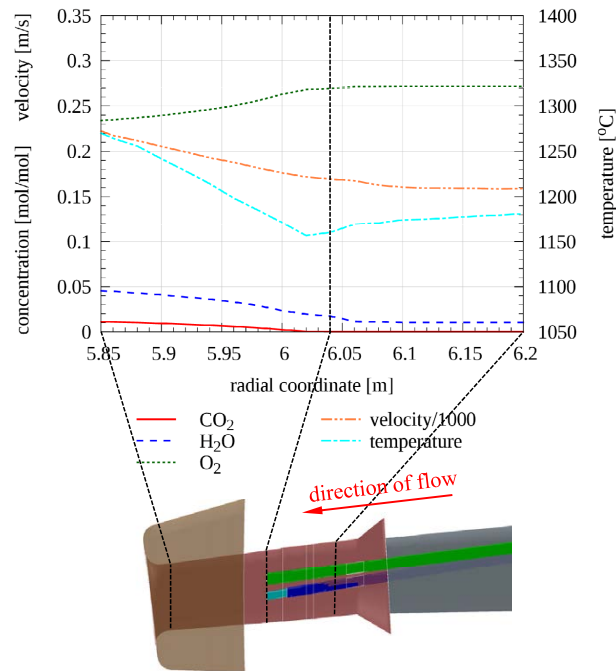 velocity [m/s]
concentration [mol/mol]
0.35
0.3
0.25
0.2
0.15
0.1
0.05
0
1400
1350
1300
1250
1200
1150
1100
1050
temperature [°C]
5.85 5.9 5.95 6 6.05 6.1 6.15 6.2
radial coordinate [m]
CO₂
H₂O
O₂
velocity/1000
temperature
direction of flow